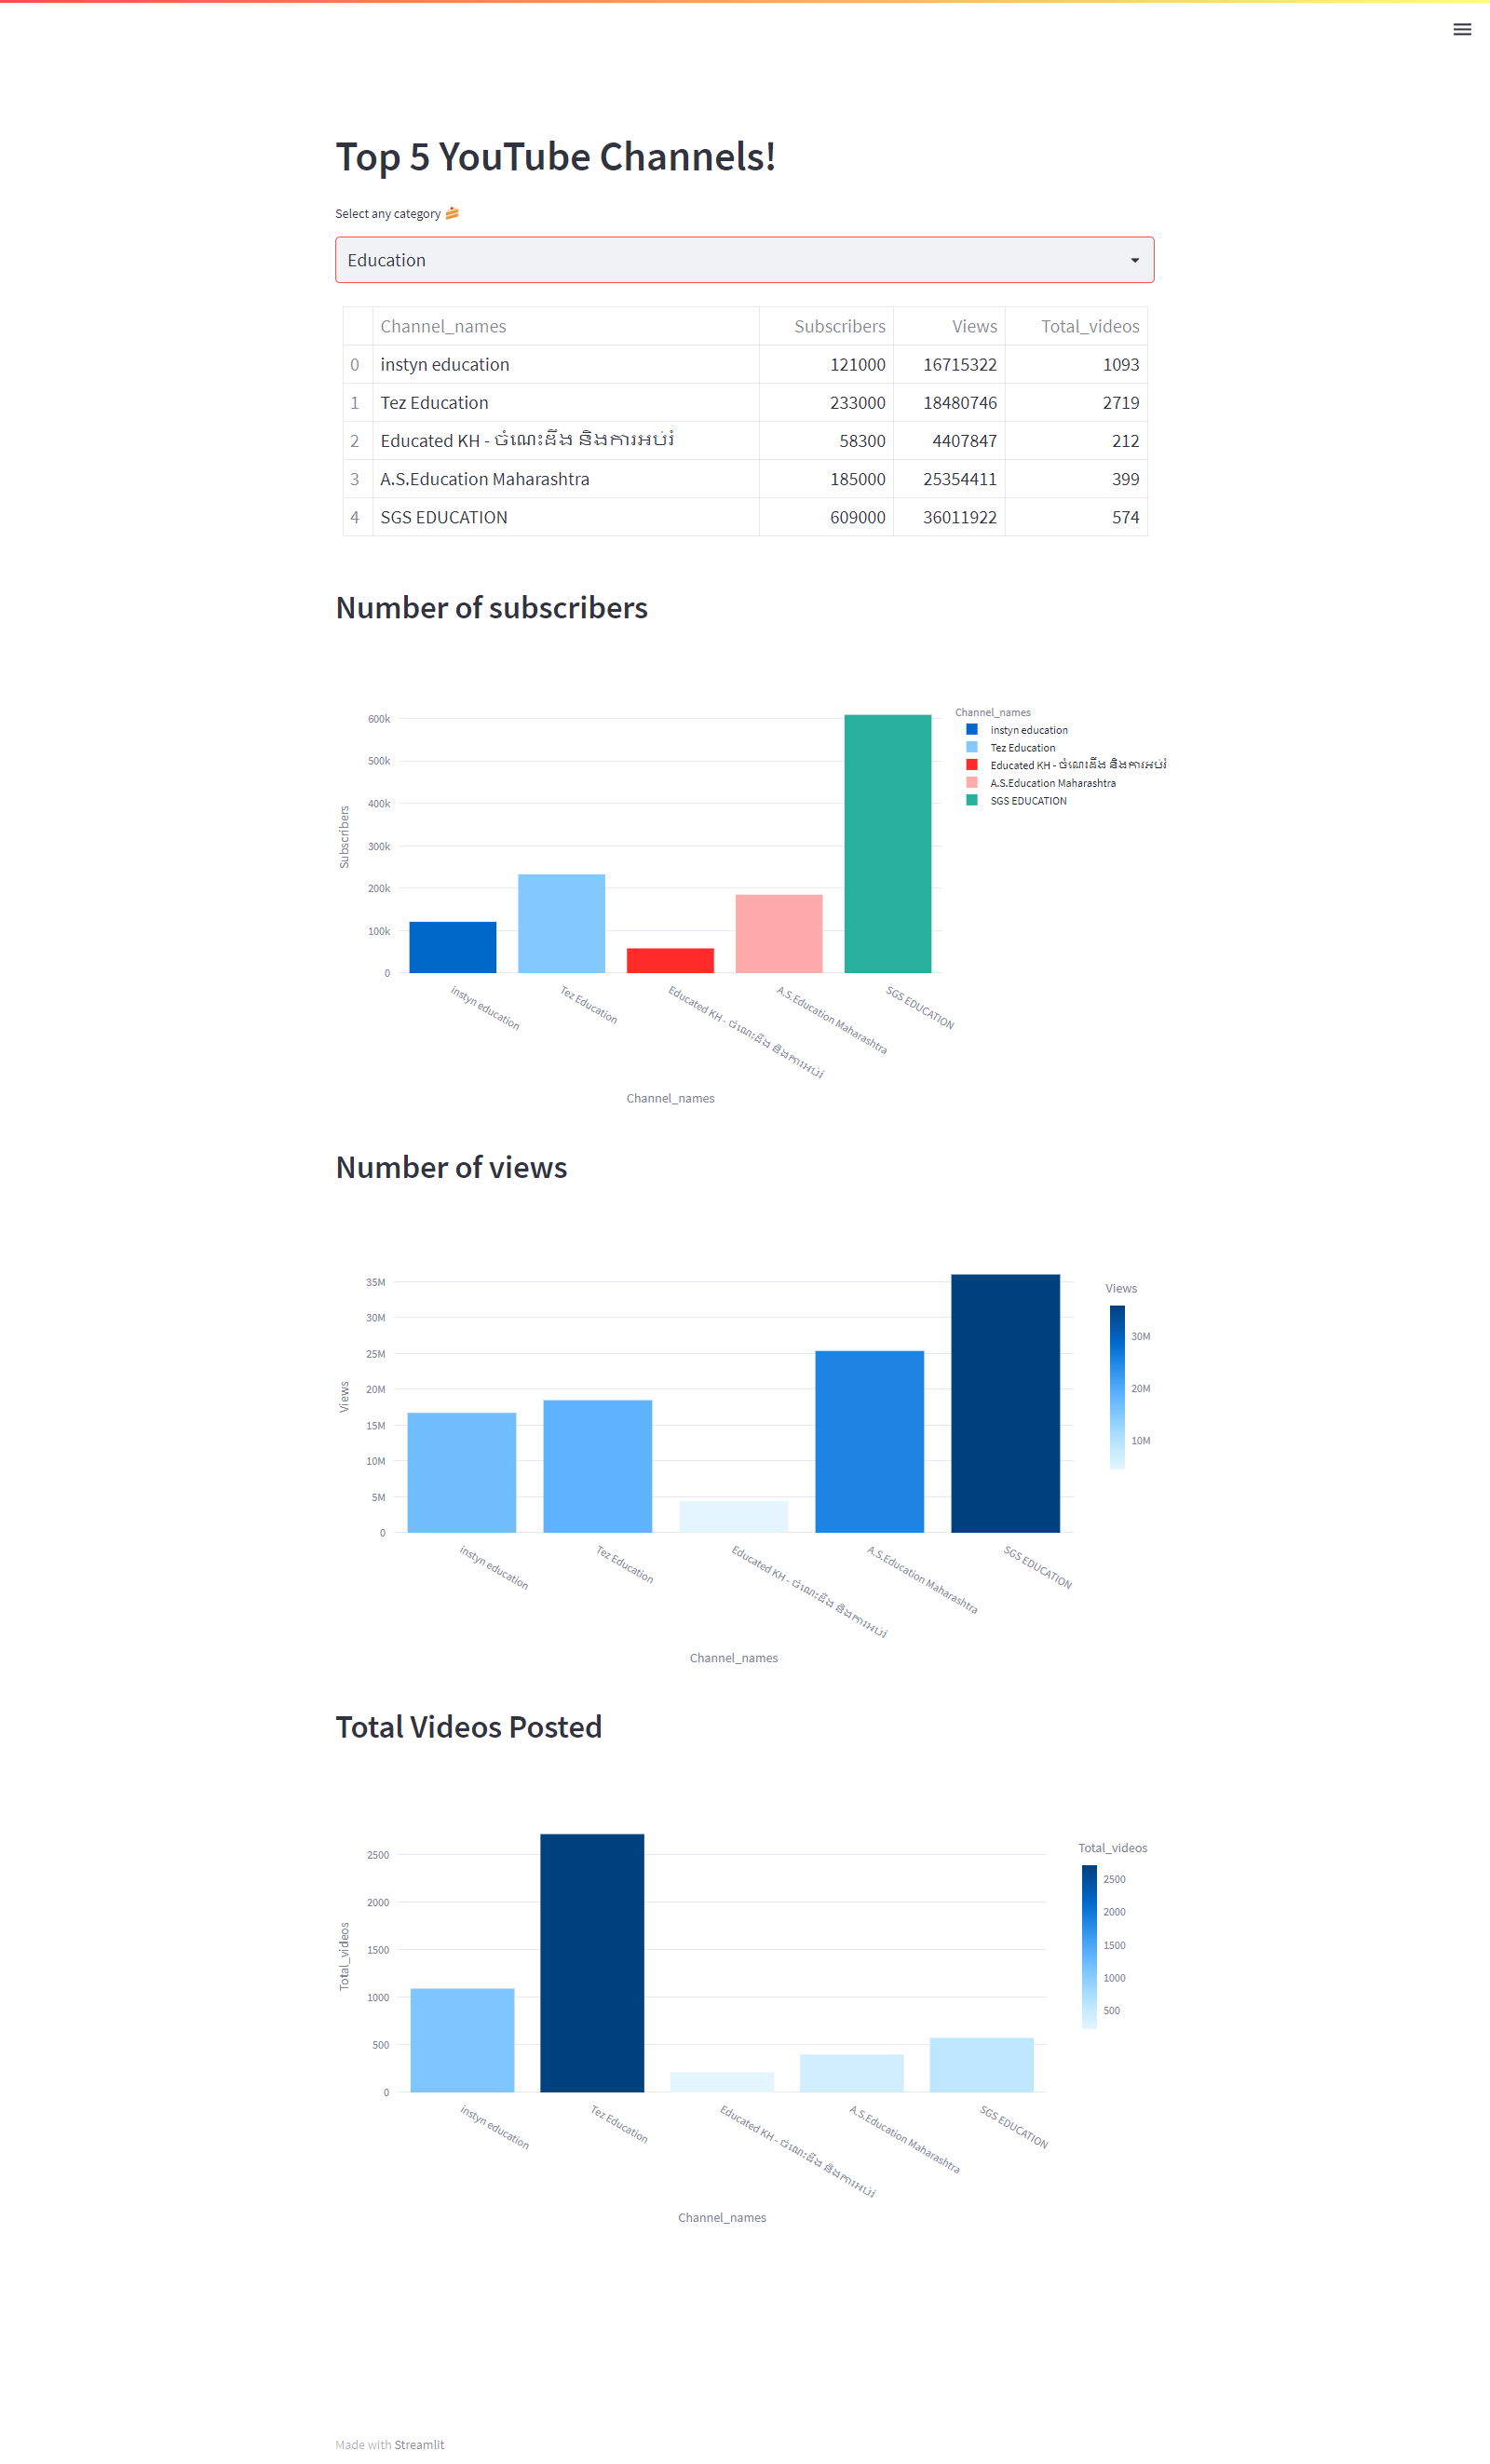 Top 5 YouTube Channels!
Select any category 🍰
Education
Channel_names Subscribers Views Total_videos
0 instyn education 121000 16715322 1093
1 Tez Education 233000 18480746 2719
2 Educated KH - ចំណេះដឹង និងការអប់រំ 58300 4407847 212
3 A.S.Education Maharashtra 185000 25354411 399
4 SGS EDUCATION 609000 36011922 574
Number of subscribers
600k
500k
400k
300k
200k
100k
0
Subscribers
instyn education
Tez Education
Educated KH - ចំណេះដឹង និងការអប់រំ
A.S.Education Maharashtra
SGS EDUCATION
Channel_names
Channel_names
instyn education
Tez Education
Educated KH - ចំណេះដឹង និងការអប់រំ
A.S.Education Maharashtra
SGS EDUCATION
Number of views
35M
30M
25M
20M
15M
10M
5M
0
Views
instyn education
Tez Education
Educated KH - ចំណេះដឹង និងការអប់រំ
A.S.Education Maharashtra
SGS EDUCATION
Channel_names
Views
30M
20M
10M
Total Videos Posted
2500
2000
1500
1000
500
0
Total_videos
instyn education
Tez Education
Educated KH - ចំណេះដឹង និងការអប់រំ
A.S.Education Maharashtra
SGS EDUCATION
Channel_names
Total_videos
2500
2000
1500
1000
500
Made with Streamlit